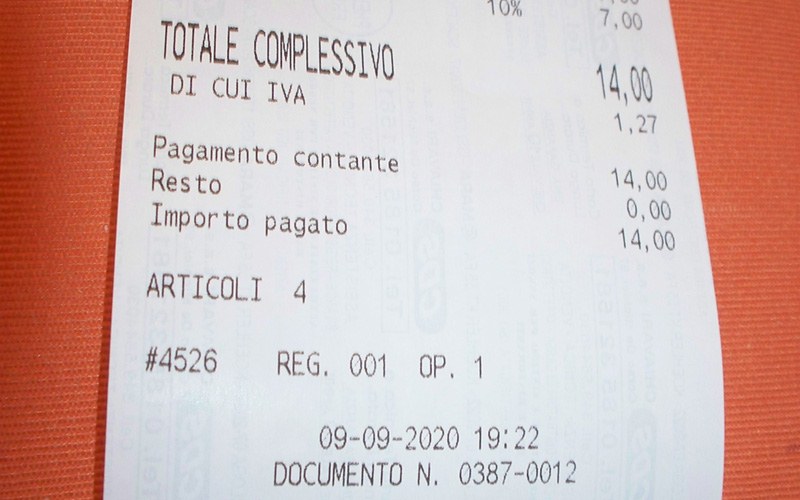 10% 7,00
TOTALE COMPLESSIVO 14,00
DI CUI IVA 1,27
Pagamento contante 14,00
Resto 0,00
Importo pagato 14,00
ARTICOLI 4
#4526 REG. 001 OP. 1
09-09-2020 19:22
DOCUMENTO N. 0387-0012